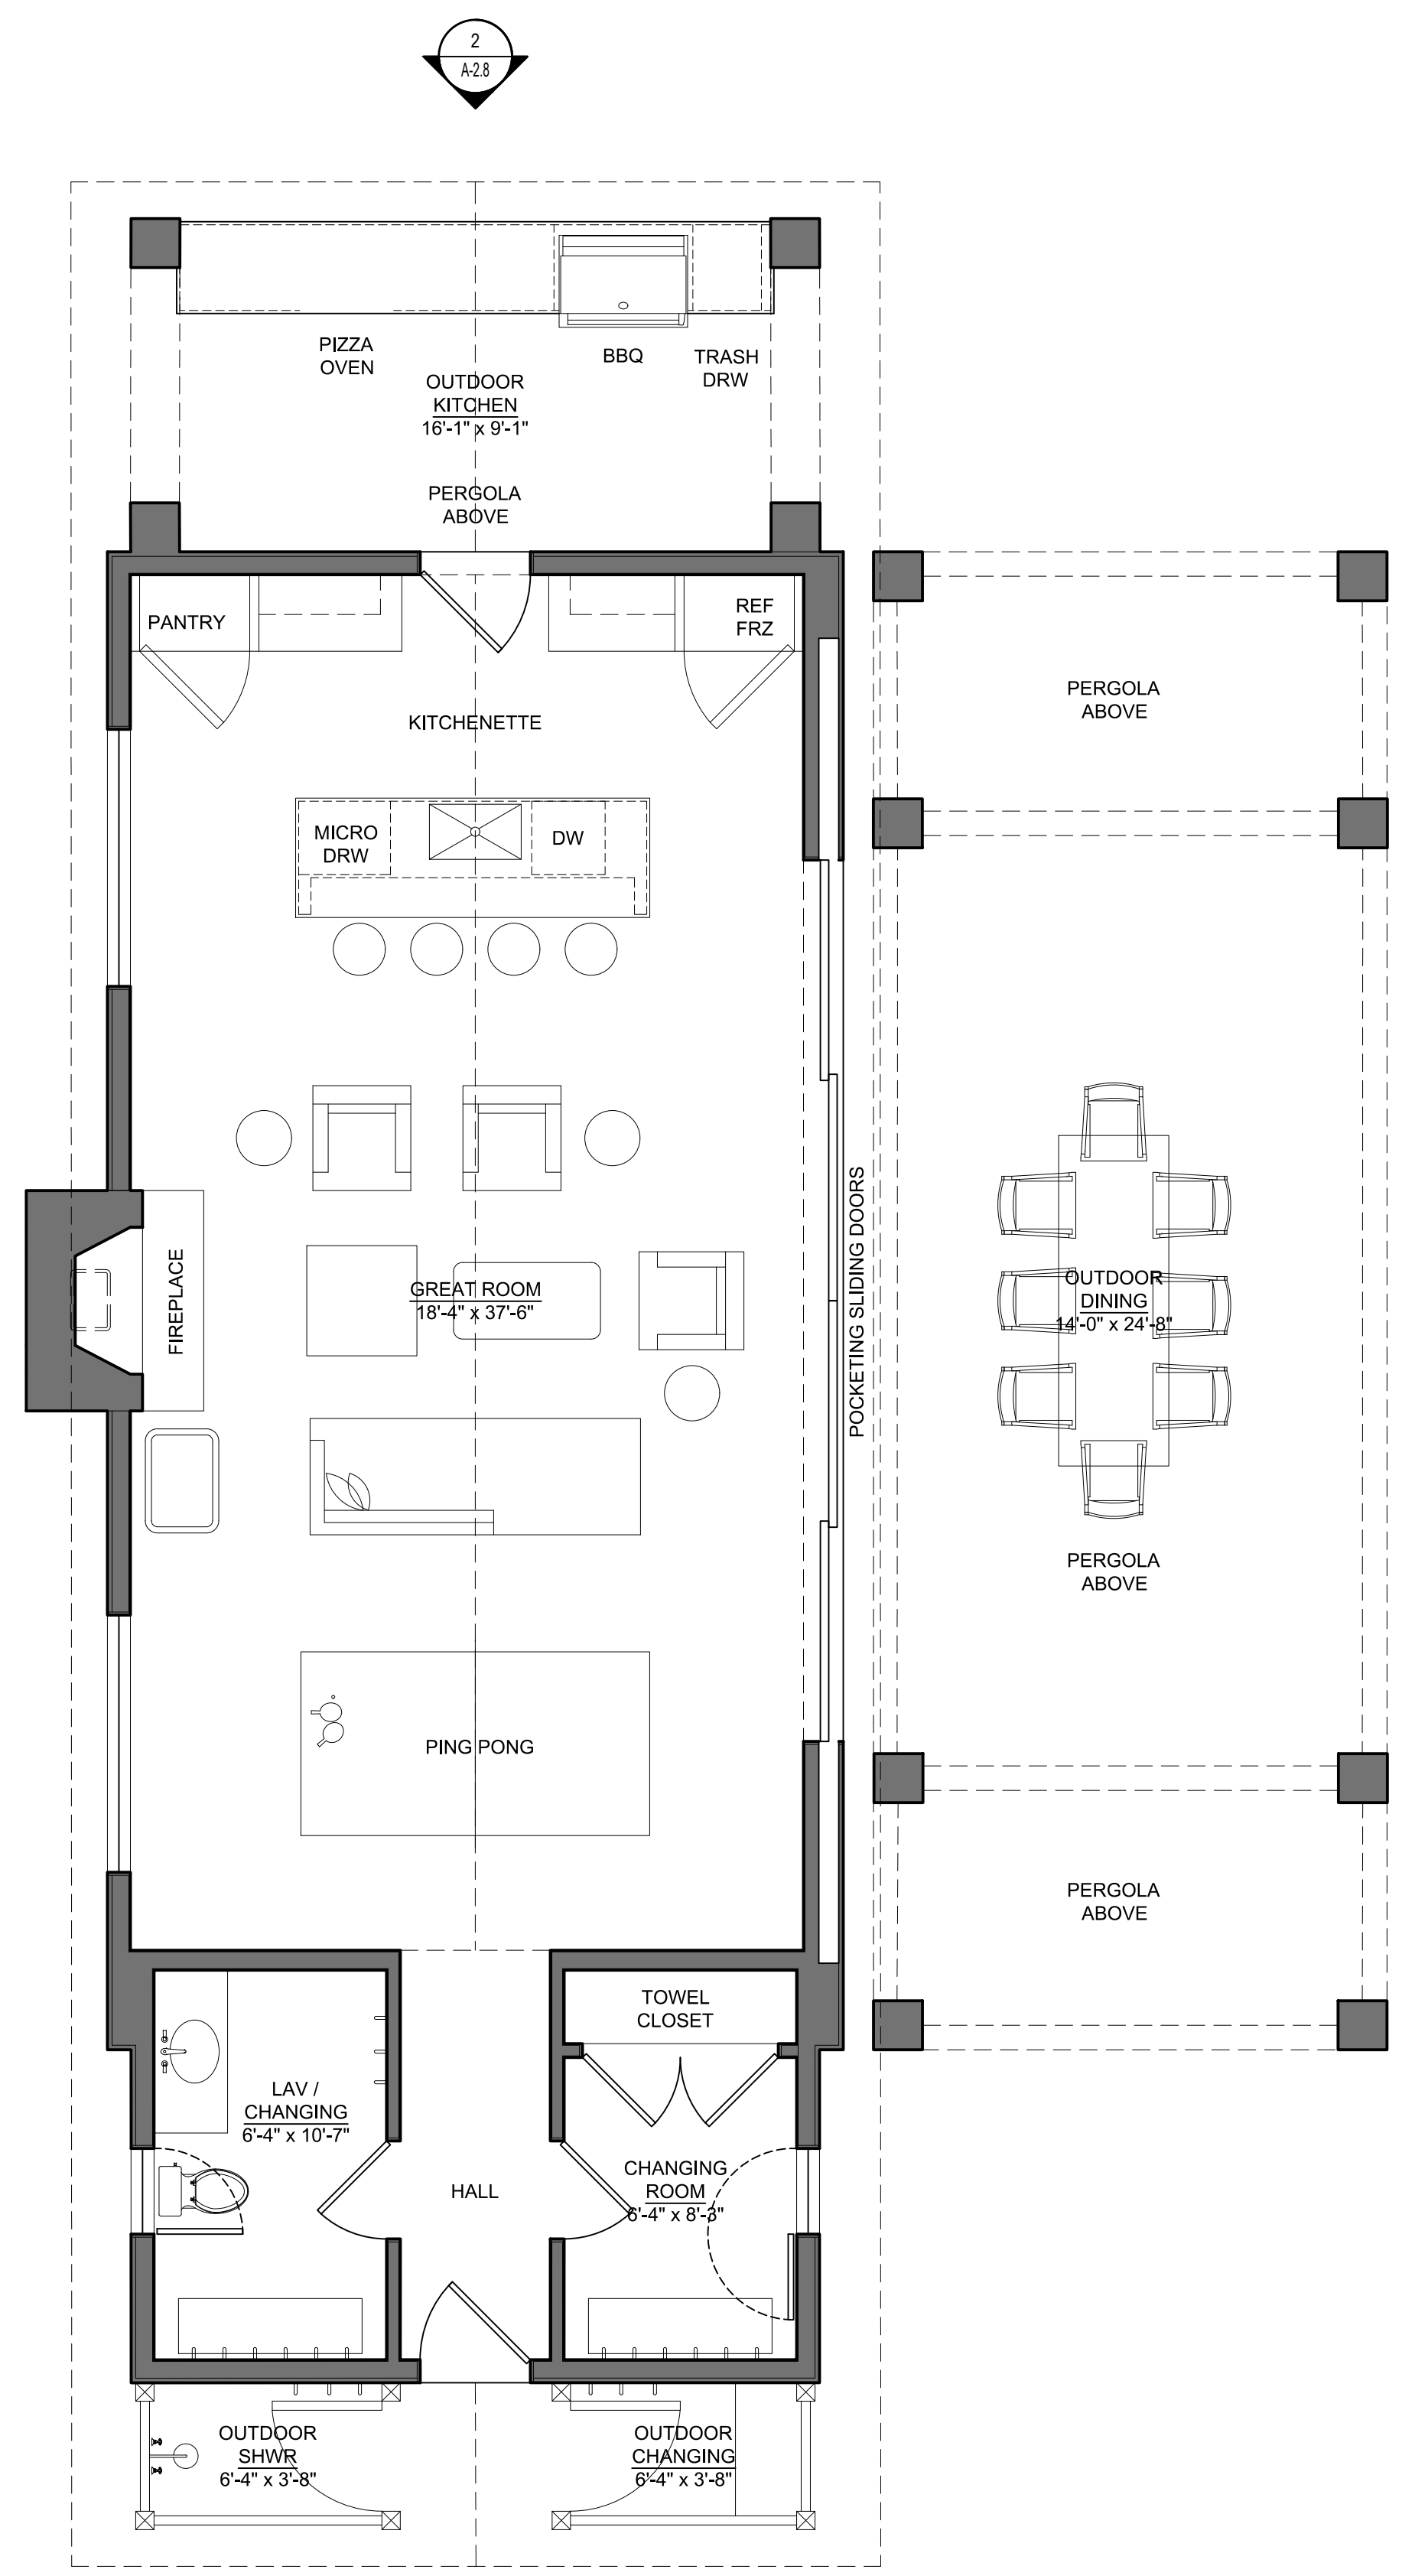 2
A-2.8
PIZZA
OVEN
BBQ
TRASH
DRW
OUTDOOR
KITCHEN
16'-1" x 9'-1"
PERGOLA
ABOVE
PANTRY
REF
FRZ
KITCHENETTE
PERGOLA
ABOVE
MICRO
DRW
DW
FIREPLACE
GREAT ROOM
18'-4" x 37'-6"
POCKETING SLIDING DOORS
OUTDOOR
DINING
14'-0" x 24'-8"
PERGOLA
ABOVE
PING PONG
PERGOLA
ABOVE
TOWEL
CLOSET
LAV /
CHANGING
6'-4" x 10'-7"
HALL
CHANGING
ROOM
6'-4" x 8'-3"
OUTDOOR
SHWR
6'-4" x 3'-8"
OUTDOOR
CHANGING
6'-4" x 3'-8"